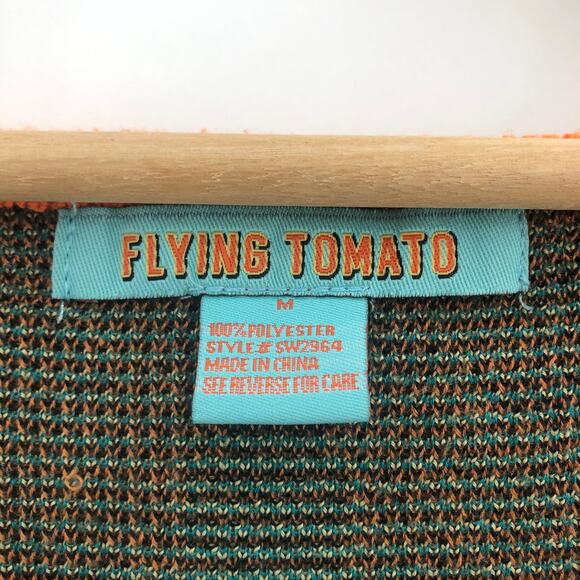 FLYING TOMATO
M
100% POLYESTER
STYLE# SW2964
MADE IN CHINA
SEE REVERSE FOR CARE